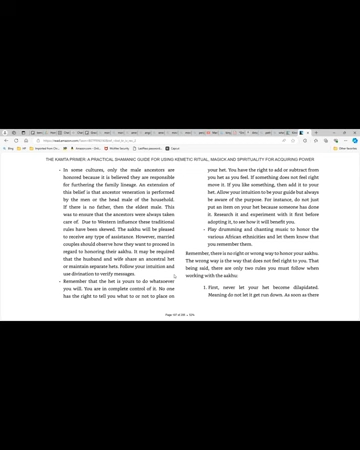 THE KAMTA PRIMER: A PRACTICAL SHAMANIC GUIDE FOR USING KEMETIC RITUAL, MAGICK AND SPIRITUALITY FOR ACQUIRING POWER
- In some cultures, only the male ancestors are
honored because it is believed they are responsible
for furthering the family lineage. An extension of
this belief is that ancestor veneration is performed
by the men or the head male of the household.
If there is no father, then the eldest male. This
was to ensure that the ancestors were always taken
care of. Due to Western influence these traditional
rules have been skewed. The aakhu will be pleased
to receive any type of assistance. However, married
couples should observe how they want to proceed in
regard to honoring their aakhu. It may be required
that the husband and wife share an ancestral het
or maintain separate hets. Follow your intuition and
use divination to verify messages.
- Remember that the het is yours to do whatsoever
you will. You are in complete control of it. No one
has the right to tell you what to or not to place on
your het. You have the right to add or subtract from
you het as you feel. If something does not feel right
move it. If you like something, then add it to your
het. Allow your intuition to be your guide but always
be aware of the purpose. For instance, do not just
put an item on your het because someone has done
it. Research it and experiment with it first before
adopting it, to see how it will benefit you.
- Play drumming and chanting music to honor the
various African ethnicities and let them know that
you remember them.
Remember, there is no right or wrong way to honor your aakhu.
The wrong way is the way that does not feel right to you. That
being said, there are only two rules you must follow when
working with the aakhu:
1. First, never let your het become dilapidated.
Meaning do not let it get run down. As soon as there